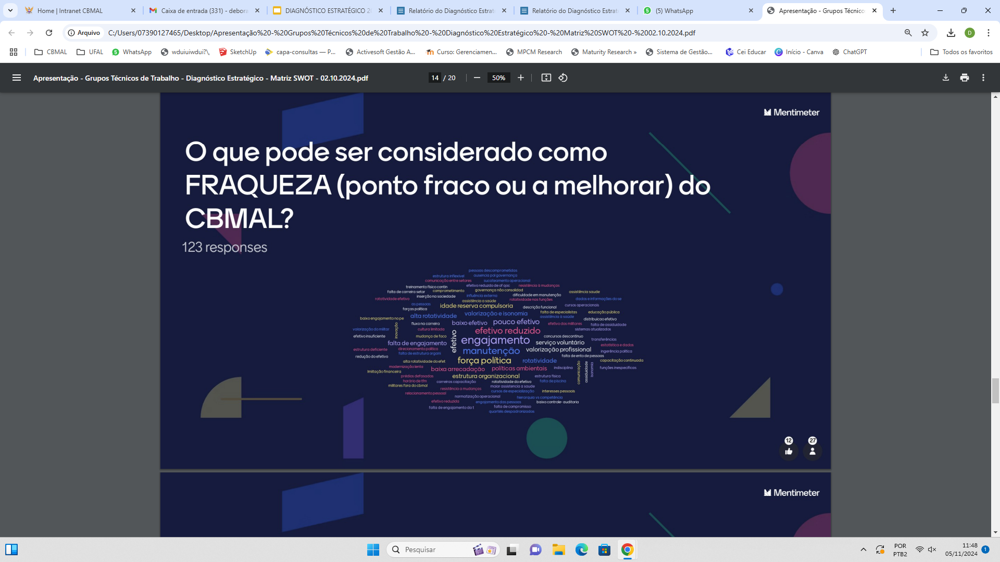 Home | Intranet CBMAL
Caixa de entrada (331) - debora
DIAGNÓSTICO ESTRATÉGICO 2
Relatório do Diagnóstico Estrat
Relatório do Diagnóstico Estrat
(5) WhatsApp
Apresentação - Grupos Técnico
Arquivo C:/Users/07390127465/Desktop/Apresentação%20-%20Grupos%20Técnicos%20de%20Trabalho%20-%20Diagnóstico%20Estratégico%20-%20Matriz%20SWOT%20-%2002.10.2024.pdf
D
CBMAL
UFAL
WhatsApp
wduiuiwdui?\,
SketchUp
capa-consultas — P...
Activesoft Gestão A...
Curso: Gerenciamen...
MPCM Research
Maturity Research »
Sistema de Gestão...
Cei Educar
Início - Canva
ChatGPT
Todos os favoritos
Apresentação - Grupos Técnicos de Trabalho - Diagnóstico Estratégico - Matriz SWOT - 02.10.2024.pdf
14 / 20
50%
Mentimeter
O que pode ser considerado como
FRAQUEZA (ponto fraco ou a melhorar) do
CBMAL?
123 responses
pessoas descomprometidas
estrutura inflexível
ausencia pol governança
comunicação entre setores
sucateamento operacional
treinamento físico contin
efetivo reduzdo de of qoc
resistência à mudanças
falta de carreira setor
comprometimento
governança não consolidad
assistência saude
inserção na sociedade
influência externa
dificuldade em manutenção
rotatividade efetivo
assistência a saúde
rotatividade nas funções
dados e informações do se
as pessoas
idade reserva compulsoria
descrição funcional
cursos operacionais
forças política
valorização e isonomia
falta de especialistas
educação pública
baixo engajamento no pe
alta rotatividade
assistência à saúde
distribuicao efetivo
inovação
fluxo na carreira
baixo efetivo
pouco efetivo
efetivo dos militares
falta de assiduidade
valorização do militar
cultura limitada
efetivo
efetivo reduzido
sistemas atualizados
efetivo insuficiente
mudança de foco
engajamento
concursos descontínuo
transferências
falta de engajamento
serviço voluntário
estatística e dados
estrutura deficiente
direcionamento político
manutenção
valorização profissional
ingerência política
redução do efetivo
falta de estrutura organi
falta de ento de pessoas
alta rotatividade do efet
força política
rotatividade
capacitação continuada
modernização lenta
baixa arrecadação
políticas ambientais
indisciplina
comunicação
assiduidade
isonomia
funções inespecíficas
limitação financeira
prédios defasados
estrutura organizacional
estrutura física
horário de tfm
carreiras capacitação
rotatividade do efetivo
falta de piscina
militares fora do cbmal
resistência a mudanças
maior assistencia a saude
relacionamento pessoal
cursos de especialização
interesses pessoais
normatização operacional
hierarquia vs competência
efetivo reduzida
engajamento das pessoas
baixo controle- auditoria
falta de engajamento da t
falta de compromisso
quartéis despadronizados
12
27
Mentimeter
Pesquisar
POR
PTB2
11:48
05/11/2024
1